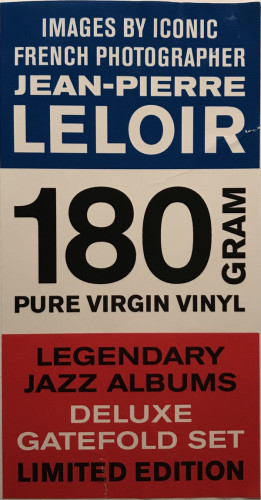 IMAGES BY ICONIC
FRENCH PHOTOGRAPHER
JEAN-PIERRE
LELOIR
180 GRAM
PURE VIRGIN VINYL
LEGENDARY
JAZZ ALBUMS
DELUXE
GATEFOLD SET
LIMITED EDITION